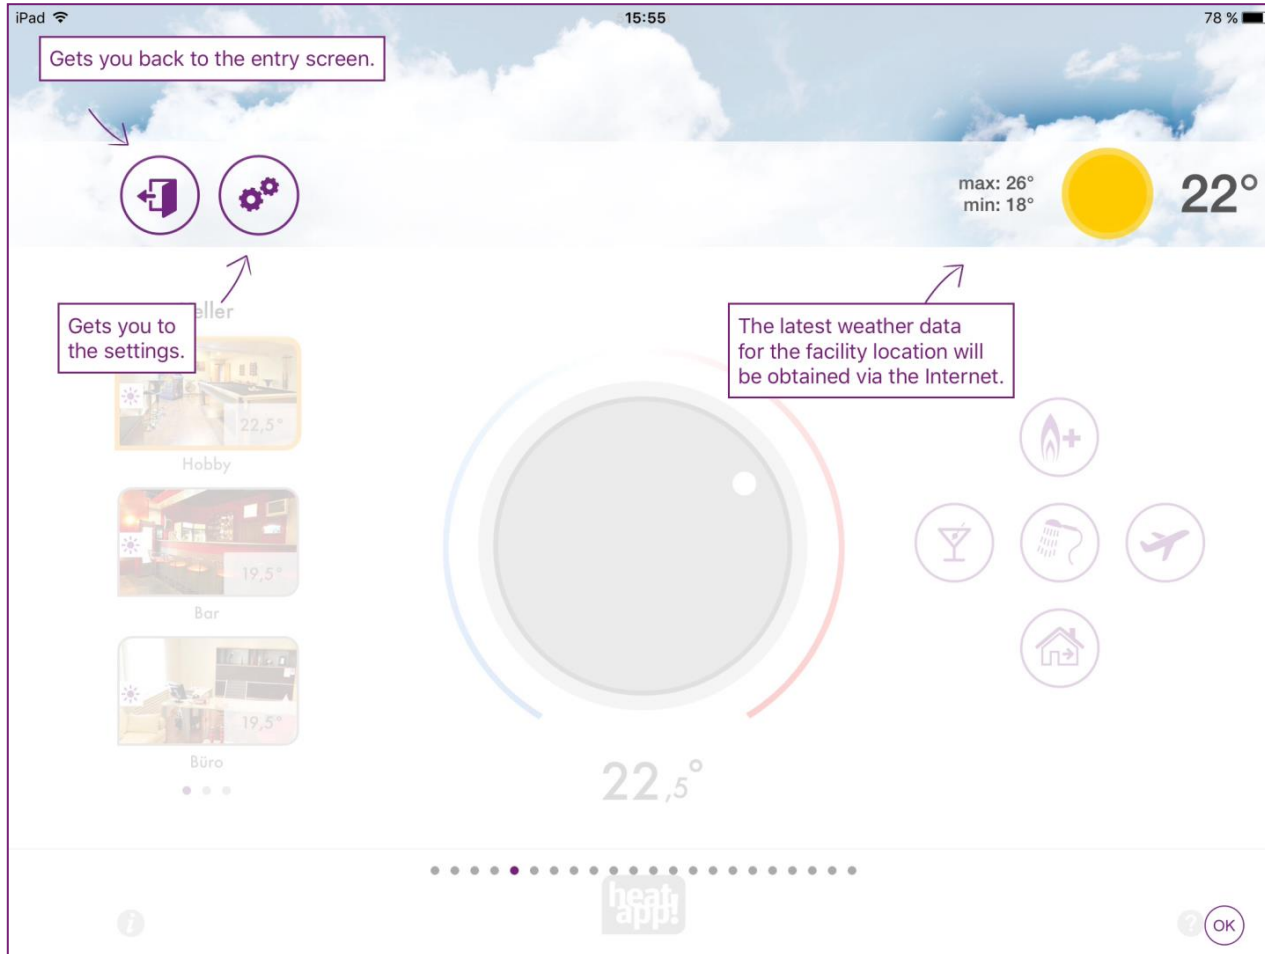 iPad
15:55
78 %
Gets you back to the entry screen.
max: 26°
min: 18°
22°
eller
Gets you to
the settings.
The latest weather data
for the facility location will
be obtained via the Internet.
22,5°
Hobby
19,5°
Bar
19,5°
Büro
22,5°
heat
app!
i
?
OK